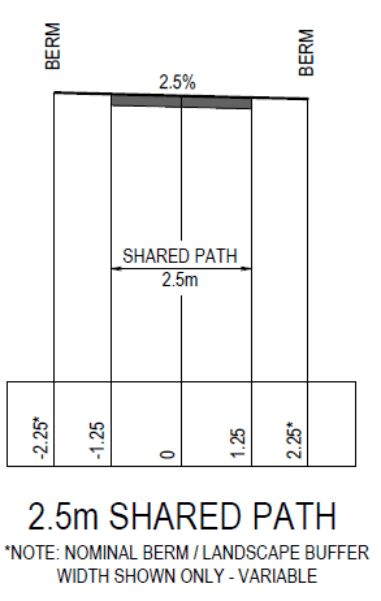 BERM
BERM
2.5%
SHARED PATH
2.5m
-2.25*
-1.25
0
1.25
2.25*
2.5m SHARED PATH
*NOTE: NOMINAL BERM / LANDSCAPE BUFFER
WIDTH SHOWN ONLY - VARIABLE